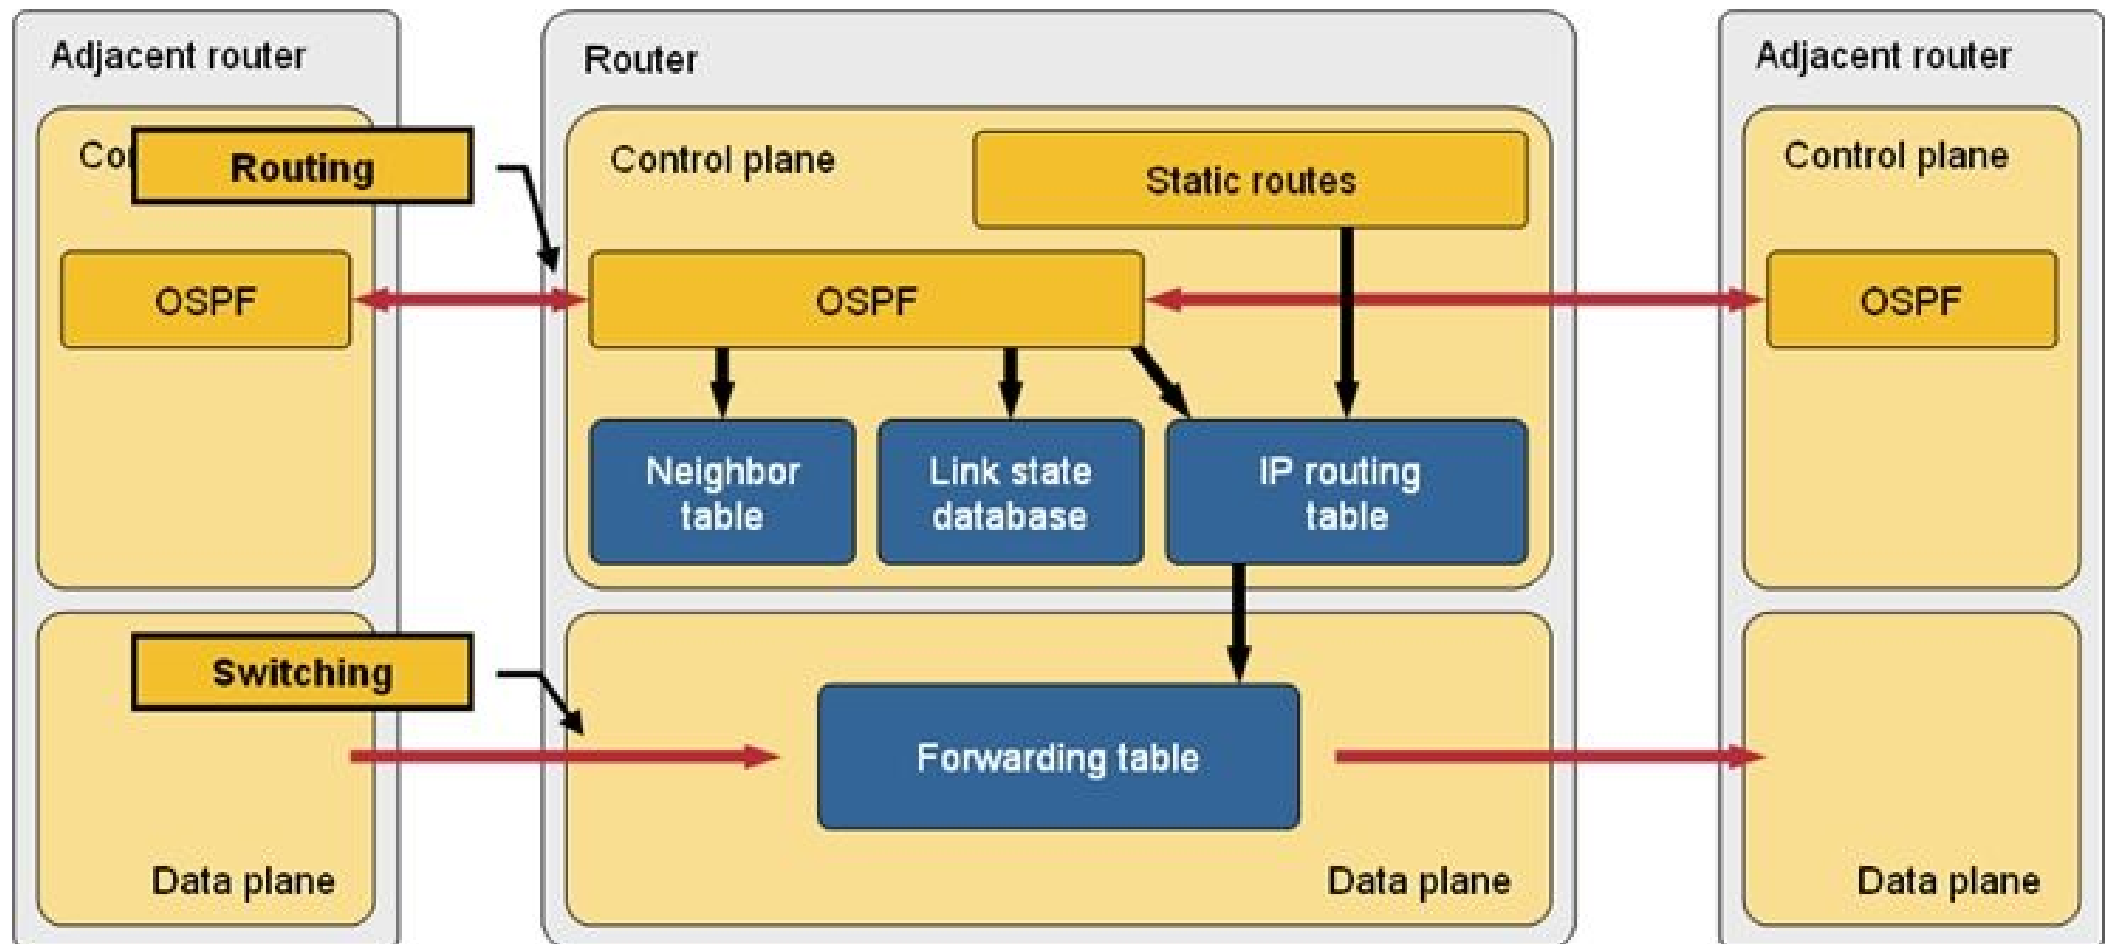 Adjacent router
Router
Adjacent router
Routing
Control plane
Static routes
Control plane
OSPF
OSPF
OSPF
Neighbor
table
Link state
database
IP routing
table
Switching
Forwarding table
Data plane
Data plane
Data plane